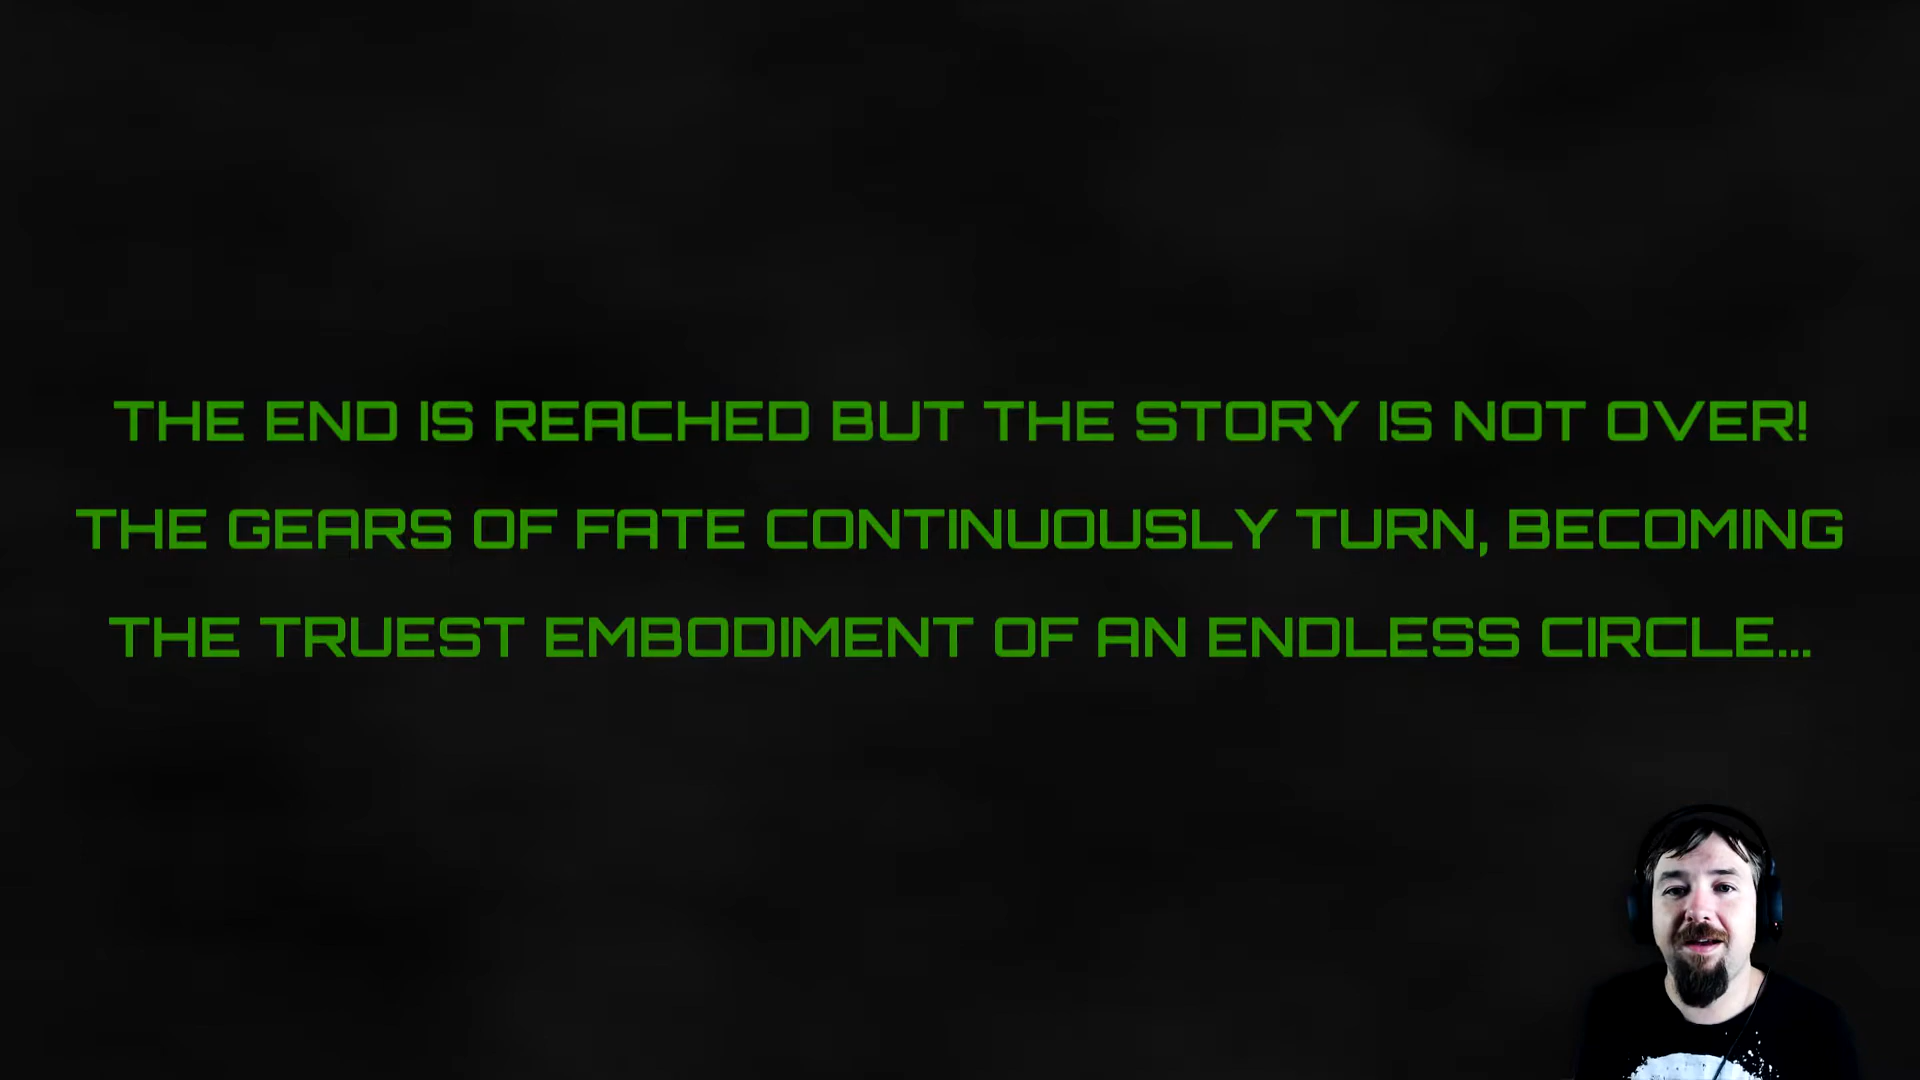 THE END IS REACHED BUT THE STORY IS NOT OVER!
THE GEARS OF FATE CONTINUOUSLY TURN, BECOMING
THE TRUEST EMBODIMENT OF AN ENDLESS CIRCLE...